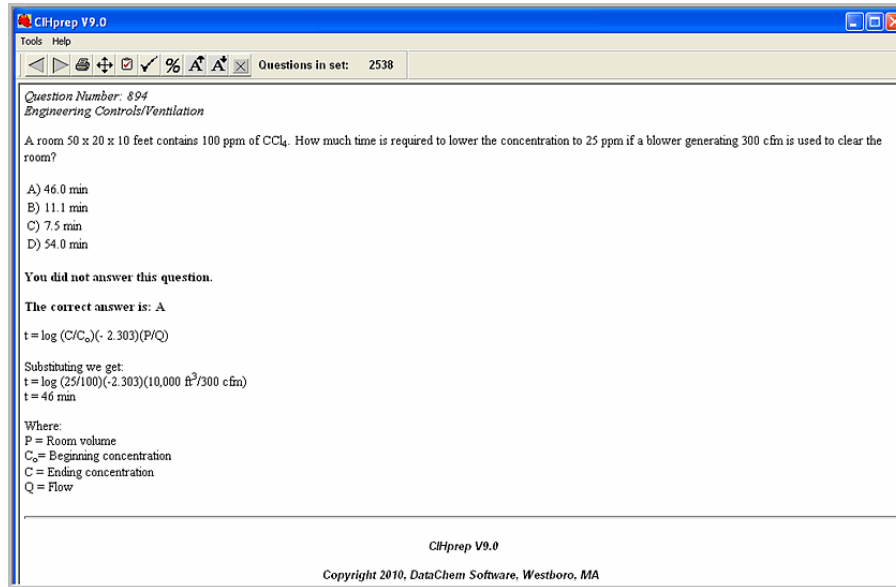 CIHprep V9.0
Tools Help
% A A Questions in set: 2538
Question Number: 894
Engineering Controls/Ventilation
A room 50 x 20 x 10 feet contains 100 ppm of CCl₄. How much time is required to lower the concentration to 25 ppm if a blower generating 300 cfm is used to clear the
room?
A) 46.0 min
B) 11.1 min
C) 7.5 min
D) 54.0 min
You did not answer this question.
The correct answer is: A
t = log (C/Cₒ)(- 2.303)(P/Q)
Substituting we get:
t = log (25/100)(-2.303)(10,000 ft³/300 cfm)
t = 46 min
Where:
P = Room volume
Cₒ= Beginning concentration
C = Ending concentration
Q = Flow
CIHprep V9.0
Copyright 2010, DataChem Software, Westboro, MA